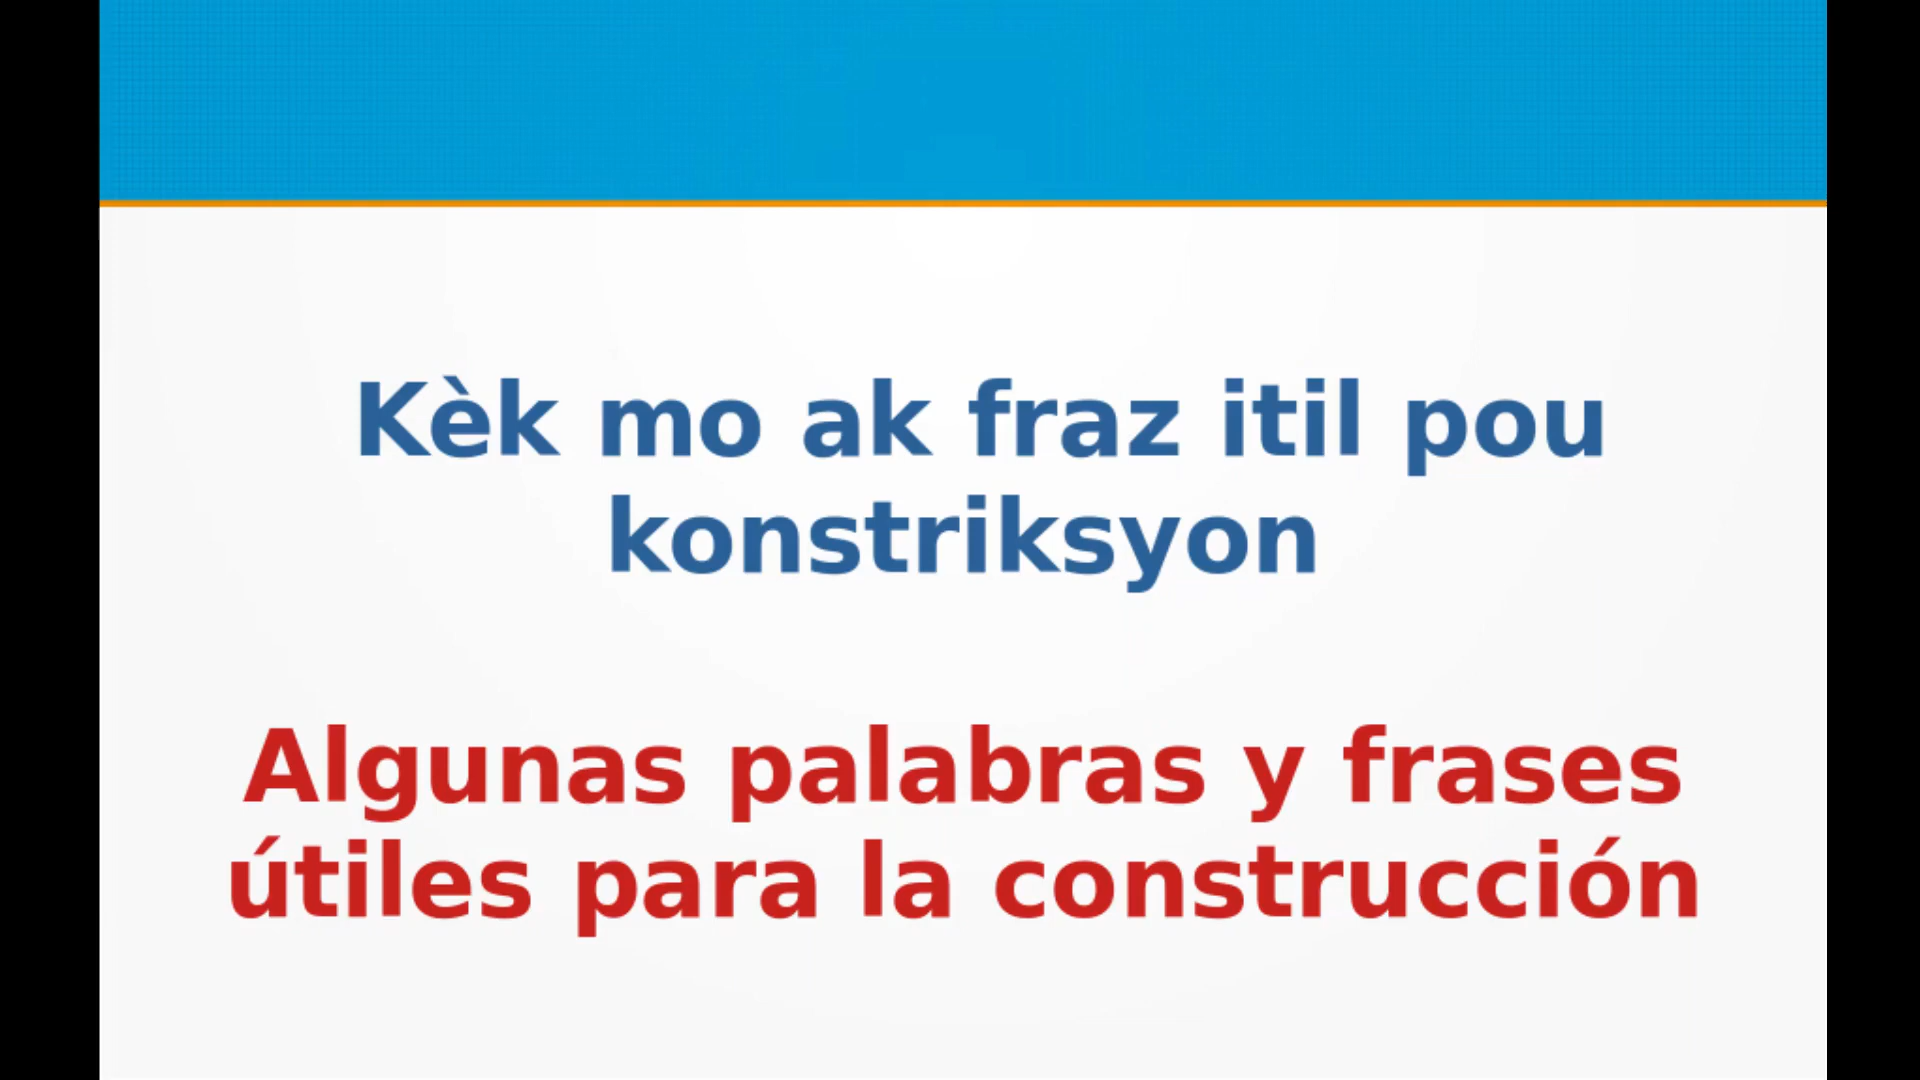 Kèk mo ak fraz itil pou
konstriksyon
Algunas palabras y frases
útiles para la construcción